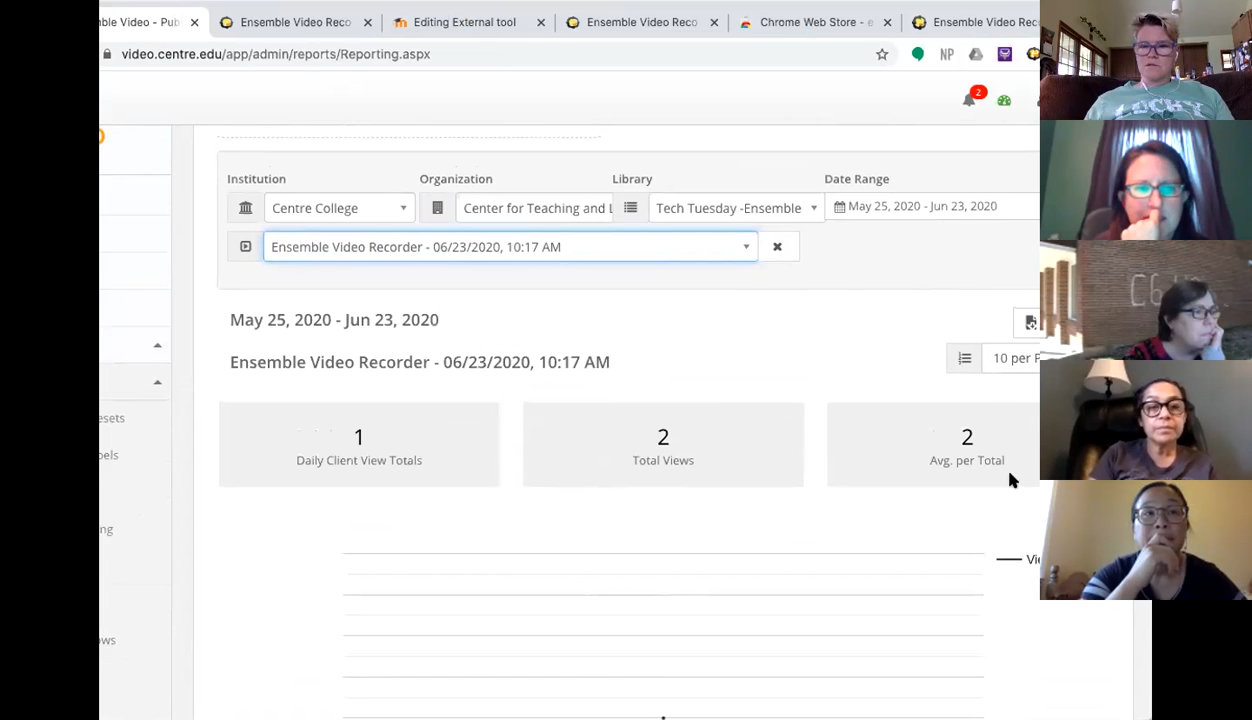 nble Video - Pub
Ensemble Video Reco
Editing External tool
Ensemble Video Reco
Chrome Web Store - e
Ensemble Video Rec
video.centre.edu/app/admin/reports/Reporting.aspx
NP
2
Institution
Organization
Library
Date Range
Centre College
Center for Teaching and L
Tech Tuesday -Ensemble
May 25, 2020 - Jun 23, 2020
Ensemble Video Recorder - 06/23/2020, 10:17 AM
May 25, 2020 - Jun 23, 2020
Ensemble Video Recorder - 06/23/2020, 10:17 AM
10 per P
1
Daily Client View Totals
2
Total Views
2
Avg. per Total
esets
bels
ng
ows
Vie